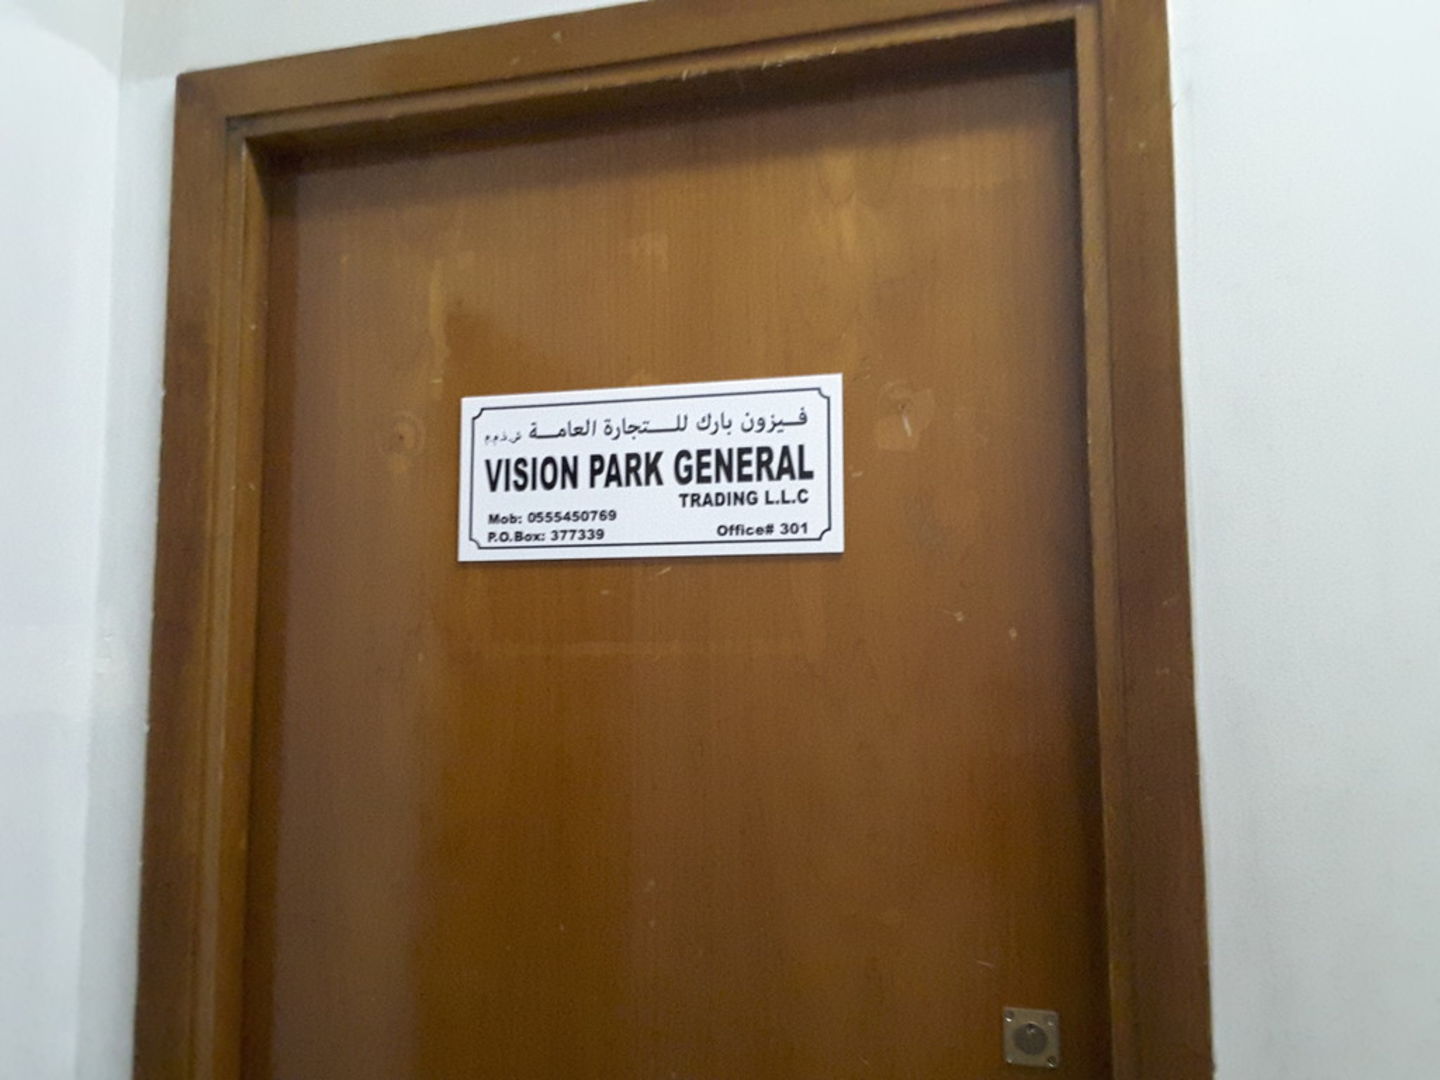 فيزون بارك للتجارة العامة ش.ذ.م.م
VISION PARK GENERAL
TRADING L.L.C
Mob: 0555450769
P.O.Box: 377339
Office# 301